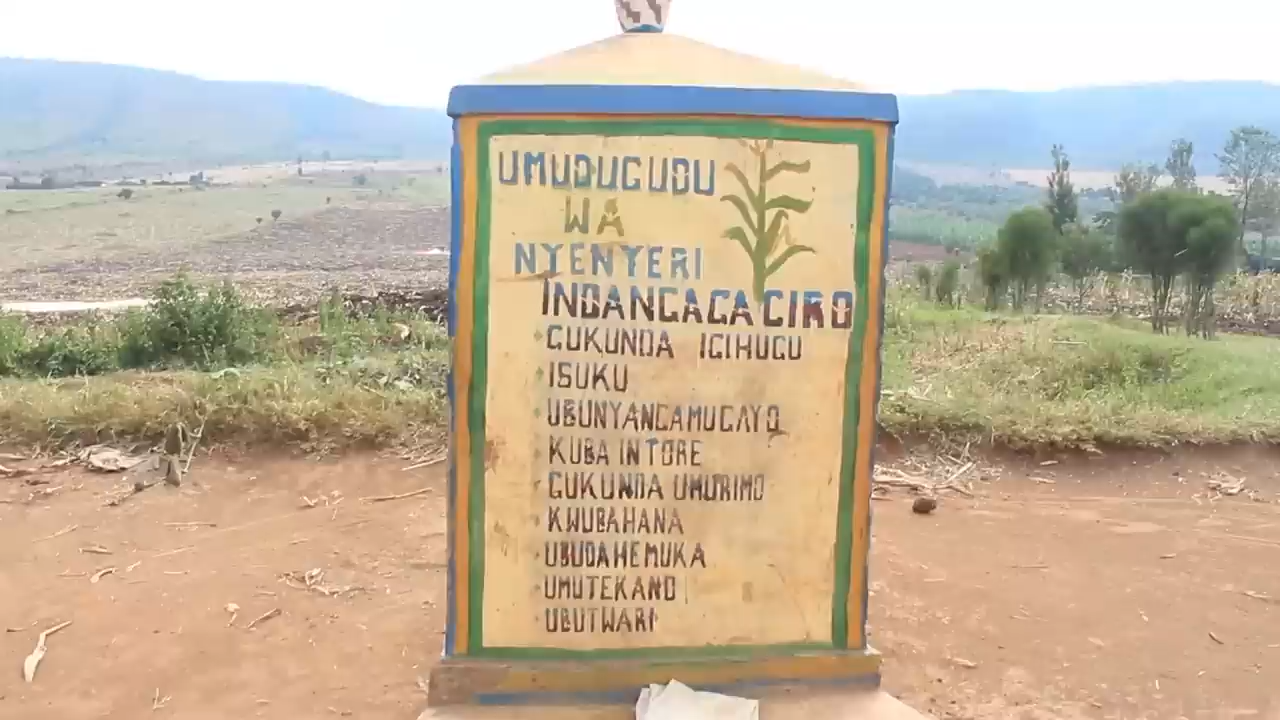 UMUDUGUDU
WA
NYENYERI
INDANGAGACIRO
GUKUNDA IGIHUGU
ISUKU
UBUNYANGAMUGAYO
KUBA INTORE
GUKUNDA UMURIMO
KWUBAHANA
UBUDAHEMUKA
UMUTEKANO
UBUTWARI